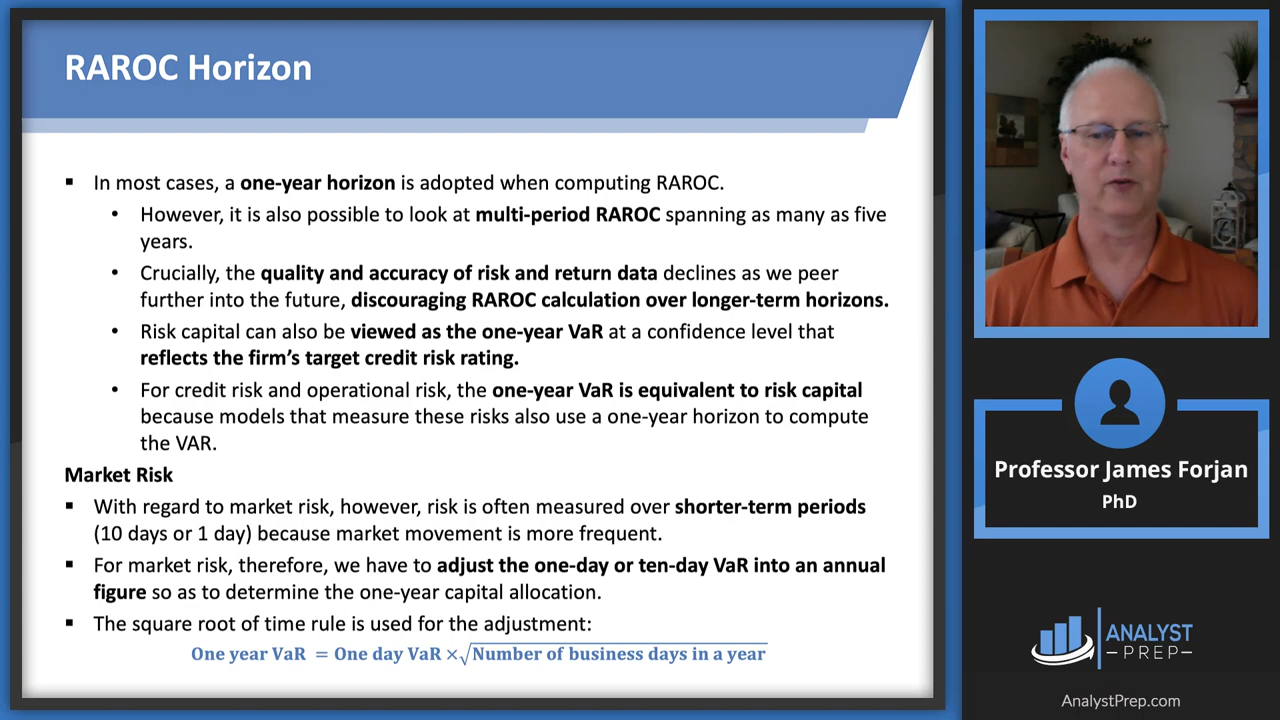 RAROC Horizon
▪ In most cases, a one-year horizon is adopted when computing RAROC.
• However, it is also possible to look at multi-period RAROC spanning as many as five
years.
• Crucially, the quality and accuracy of risk and return data declines as we peer
further into the future, discouraging RAROC calculation over longer-term horizons.
• Risk capital can also be viewed as the one-year VaR at a confidence level that
reflects the firm's target credit risk rating.
• For credit risk and operational risk, the one-year VaR is equivalent to risk capital
because models that measure these risks also use a one-year horizon to compute
the VAR.
Market Risk
▪ With regard to market risk, however, risk is often measured over shorter-term periods
(10 days or 1 day) because market movement is more frequent.
▪ For market risk, therefore, we have to adjust the one-day or ten-day VaR into an annual
figure so as to determine the one-year capital allocation.
▪ The square root of time rule is used for the adjustment:
One year VaR = One day VaR ×√Number of business days in a year
Professor James Forjan
PhD
ANALYST
PREP
AnalystPrep.com